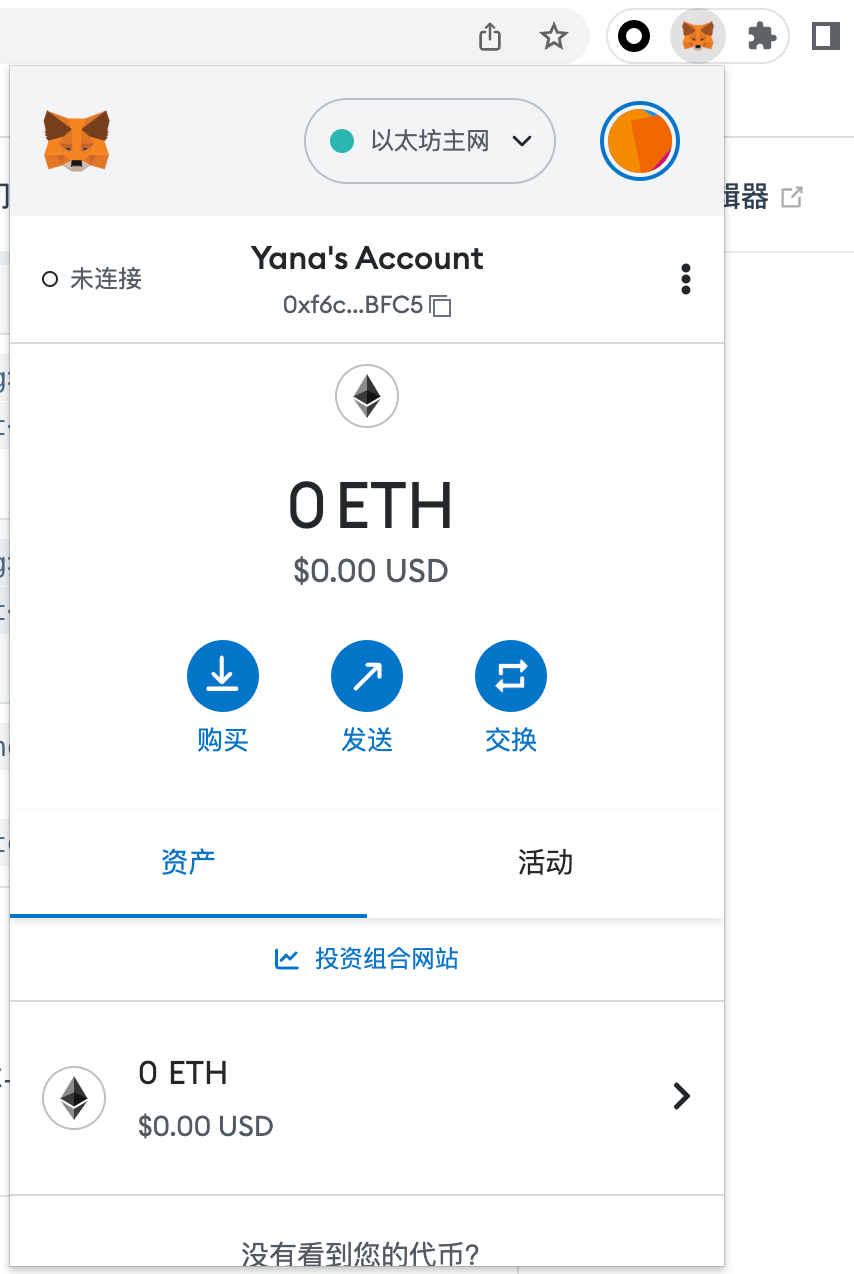 以太坊主网
辑器
未连接
Yana's Account
0xf6c...BFC5
0 ETH
$0.00 USD
购买
发送
交换
资产
活动
投资组合网站
0 ETH
$0.00 USD
没有看到您的代币?